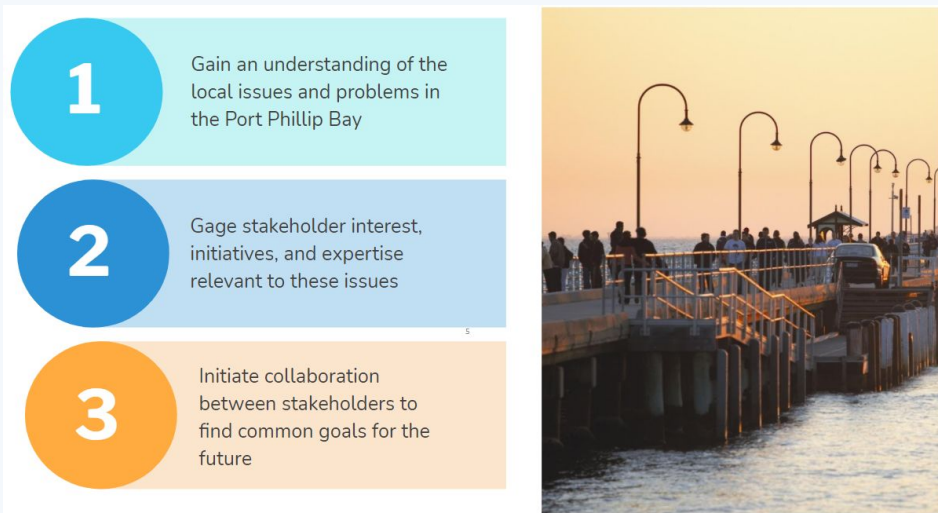 1
Gain an understanding of the
local issues and problems in
the Port Phillip Bay
2
Gage stakeholder interest,
initiatives, and expertise
relevant to these issues
5
3
Initiate collaboration
between stakeholders to
find common goals for the
future